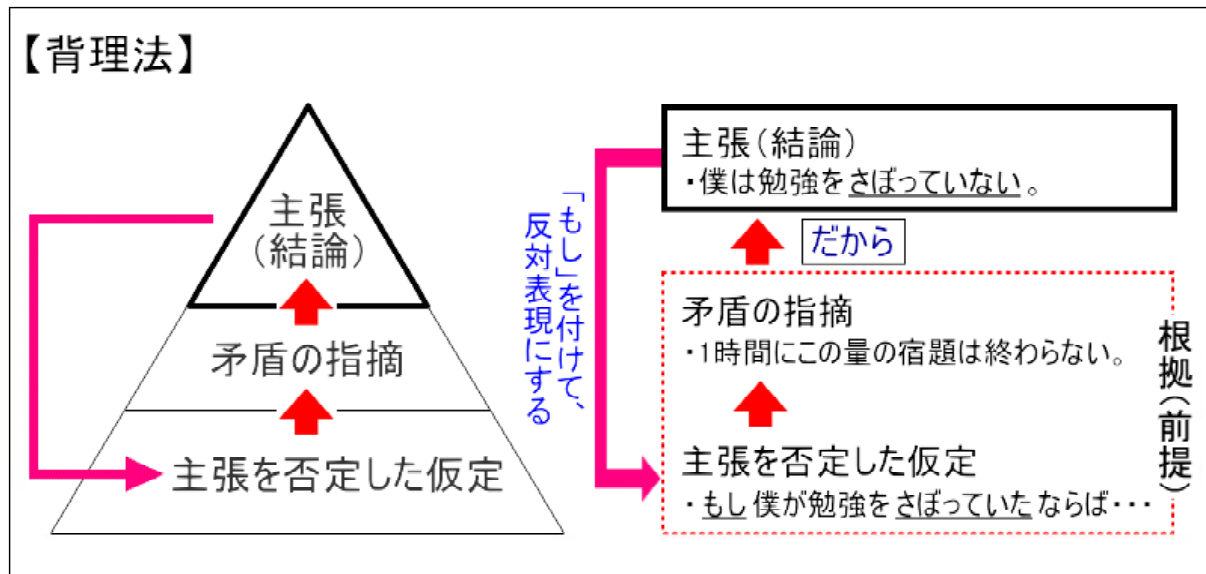 【背理法】
主張
(結論)
矛盾の指摘
主張を否定した仮定
「もし」を付けて、
反対表現にする
主張(結論)
・僕は勉強をさぼっていない。
だから
矛盾の指摘
・1時間にこの量の宿題は終わらない。
主張を否定した仮定
・もし僕が勉強をさぼっていたならば・・・
根拠(前提)